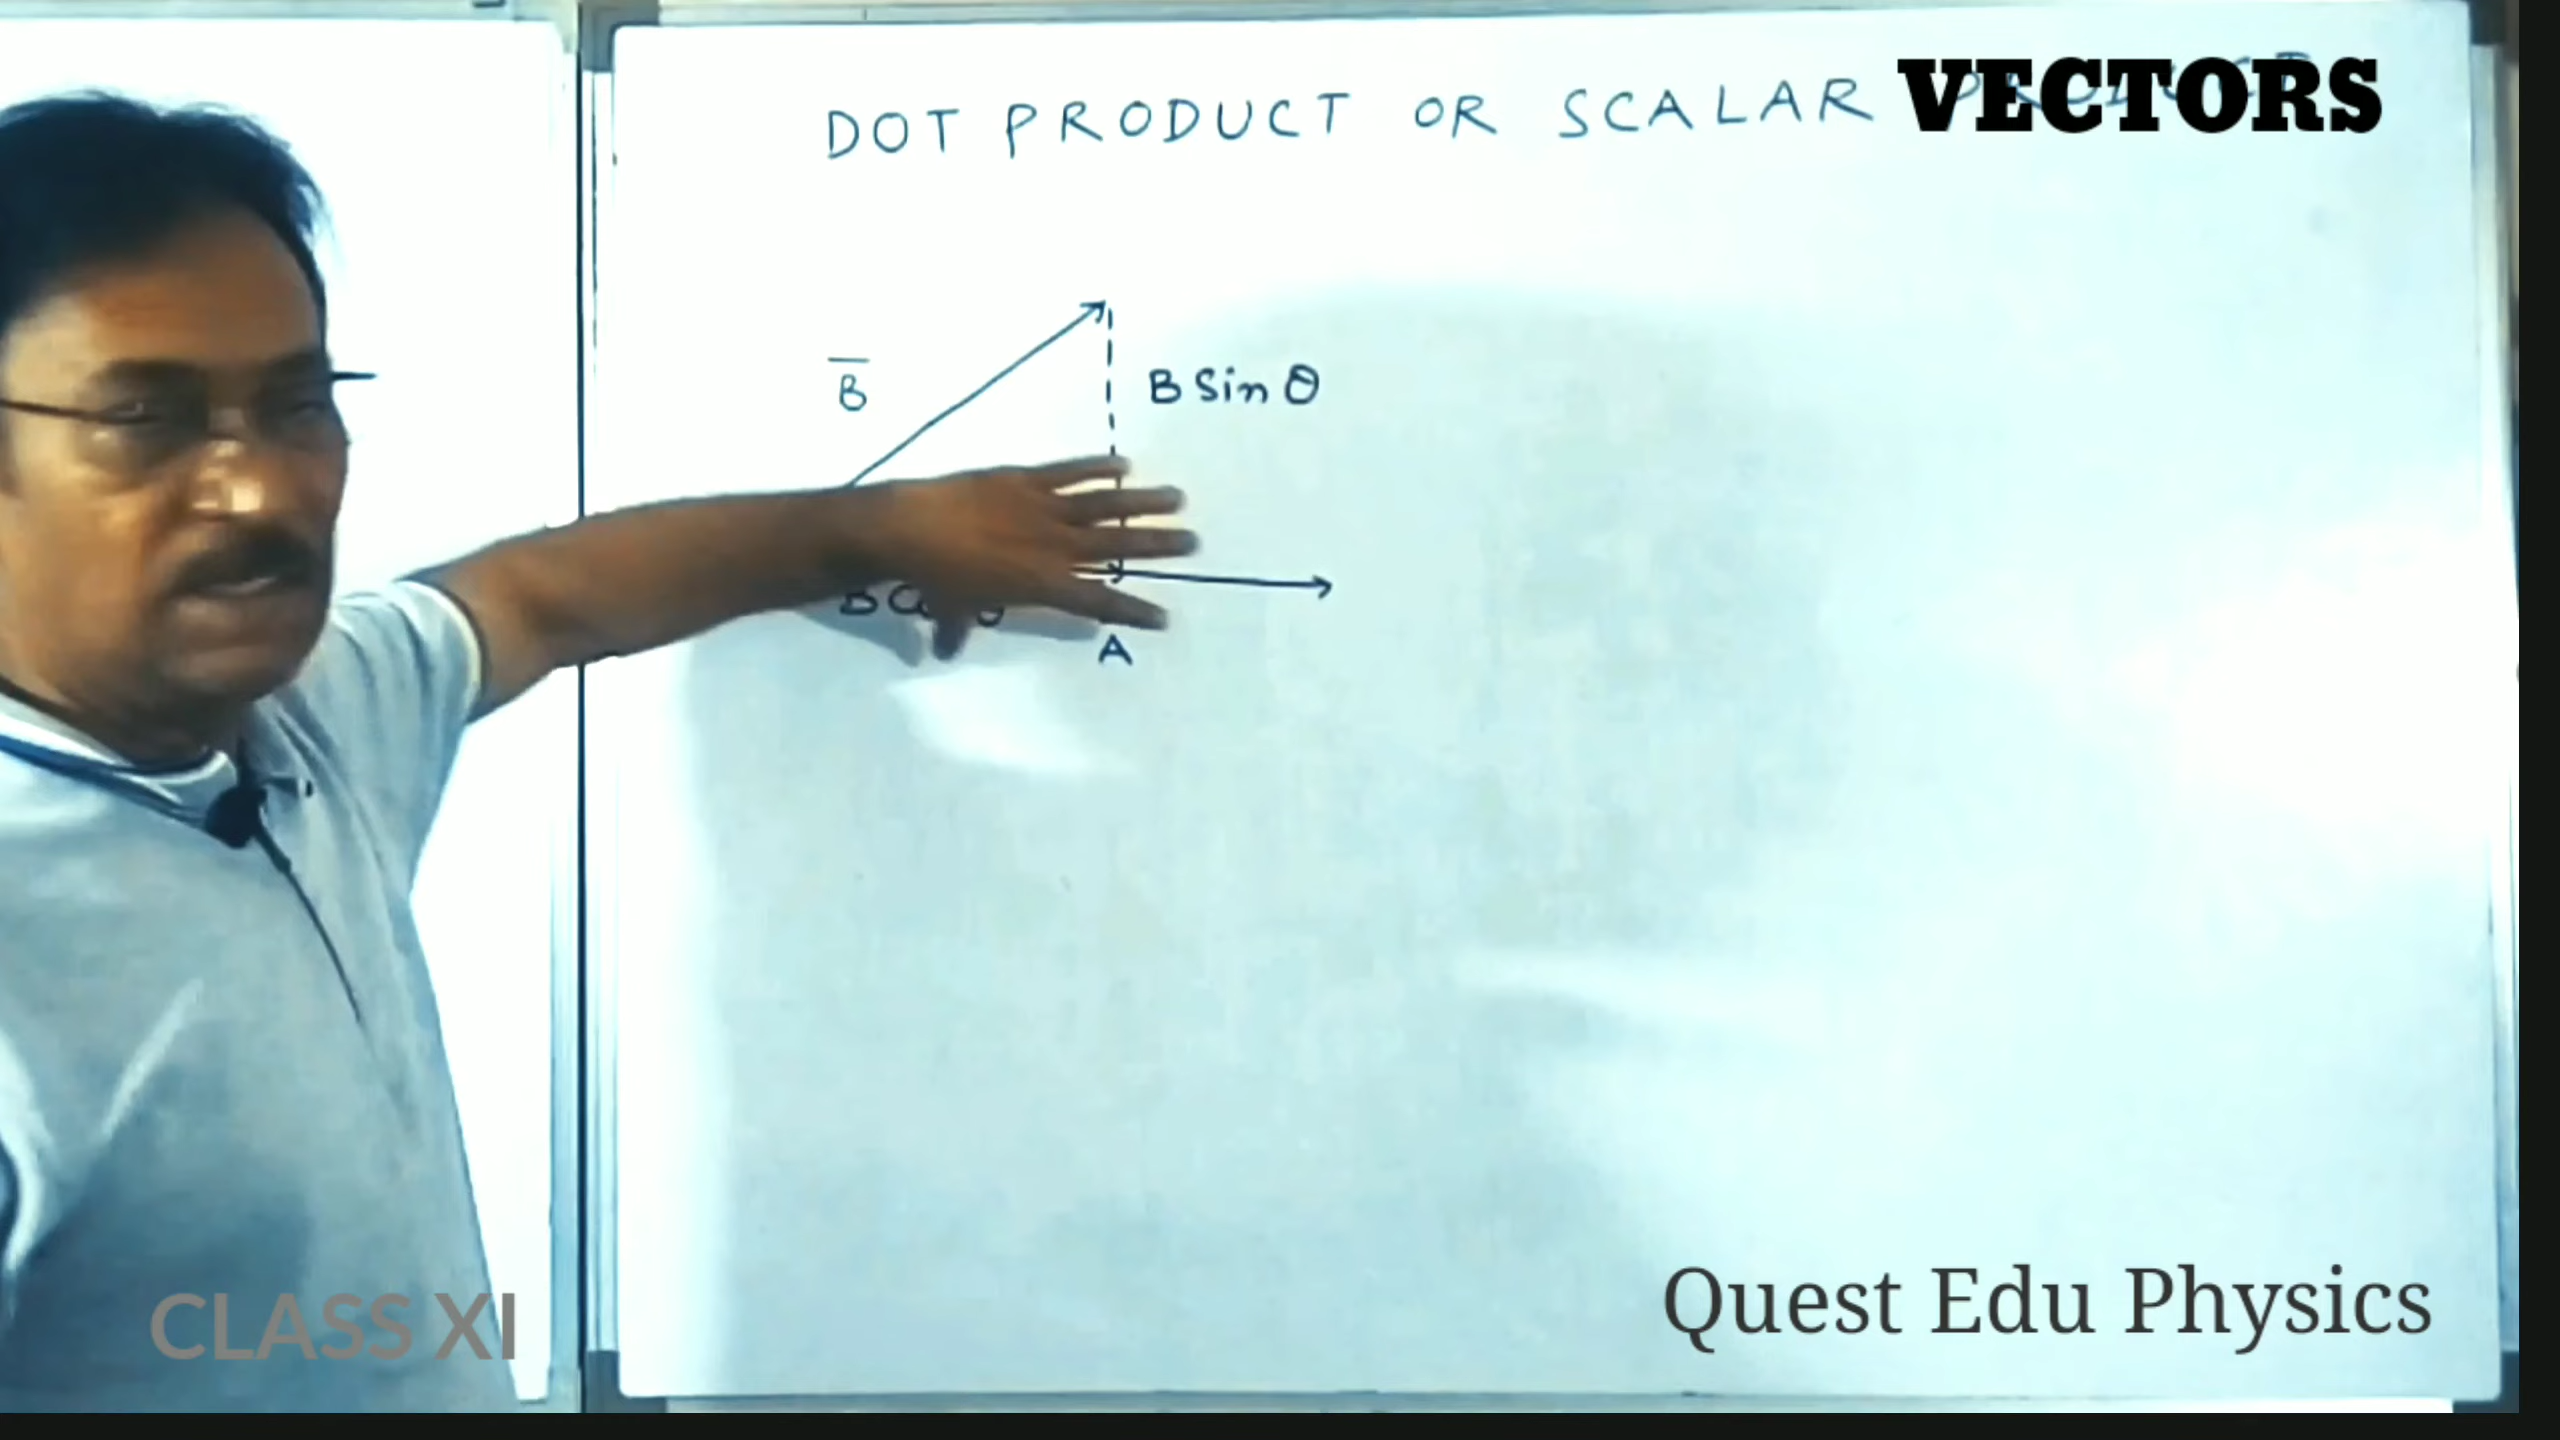 DOT PRODUCT OR SCALAR
VECTORS
B
B Sin θ
A
CLASS XI
Quest Edu Physics